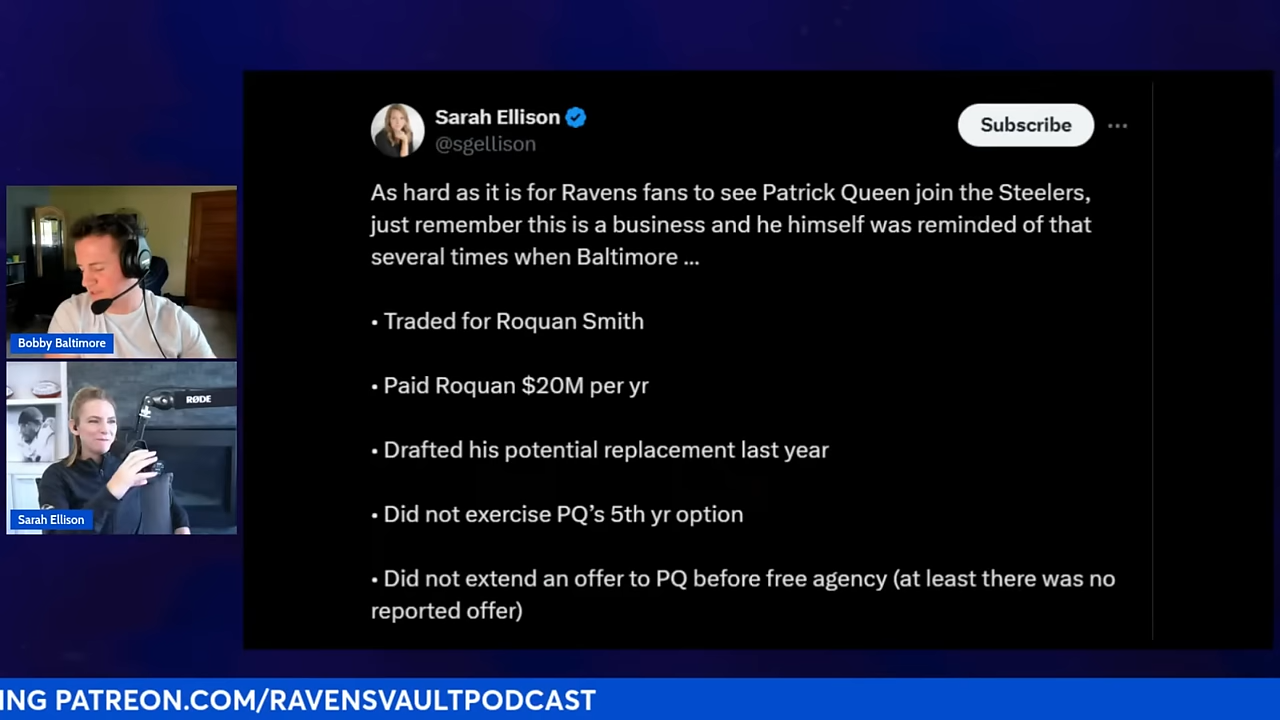 Sarah Ellison
@sgellison
Subscribe
As hard as it is for Ravens fans to see Patrick Queen join the Steelers,
just remember this is a business and he himself was reminded of that
several times when Baltimore ...
• Traded for Roquan Smith
• Paid Roquan $20M per yr
• Drafted his potential replacement last year
• Did not exercise PQ’s 5th yr option
• Did not extend an offer to PQ before free agency (at least there was no
reported offer)
Bobby Baltimore
RØDE
Sarah Ellison
ING PATREON.COM/RAVENSVAULTPODCAST